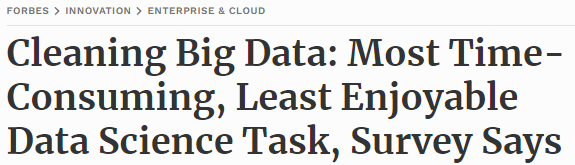 FORBES > INNOVATION > ENTERPRISE & CLOUD
Cleaning Big Data: Most Time-
Consuming, Least Enjoyable
Data Science Task, Survey Says